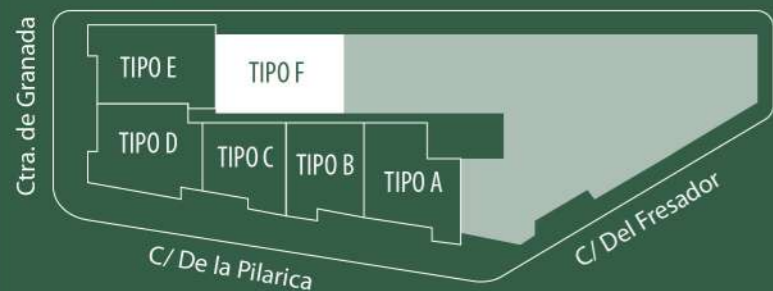 Ctra. de Granada
TIPO E
TIPO F
TIPO D
TIPO C
TIPO B
TIPO A
C/ De la Pilarica
C/ Del Fresador